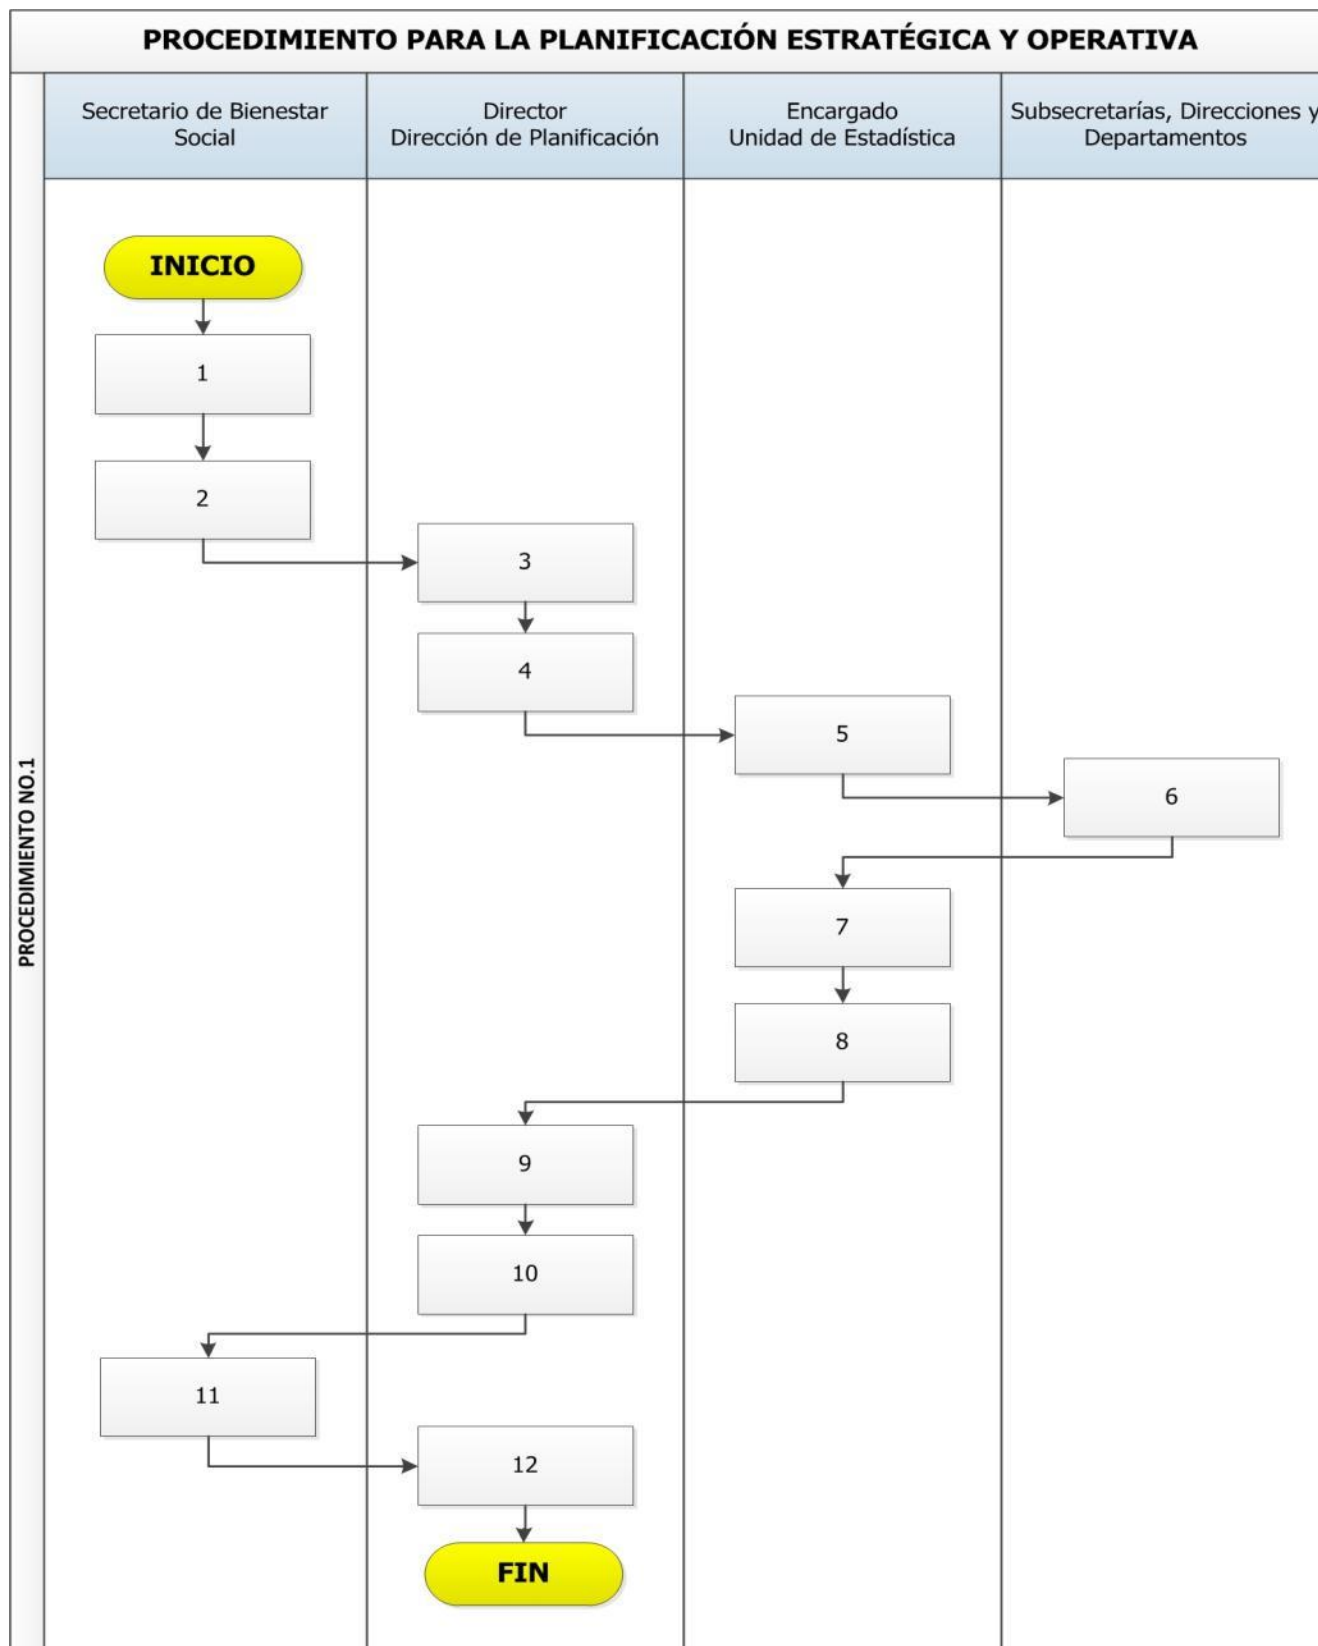 PROCEDIMIENTO PARA LA PLANIFICACIÓN ESTRATÉGICA Y OPERATIVA
Secretario de Bienestar
Social
Director
Dirección de Planificación
Encargado
Unidad de Estadística
Subsecretarías, Direcciones y
Departamentos
PROCEDIMIENTO NO.1
INICIO
1
2
3
4
5
6
7
8
9
10
11
12
FIN